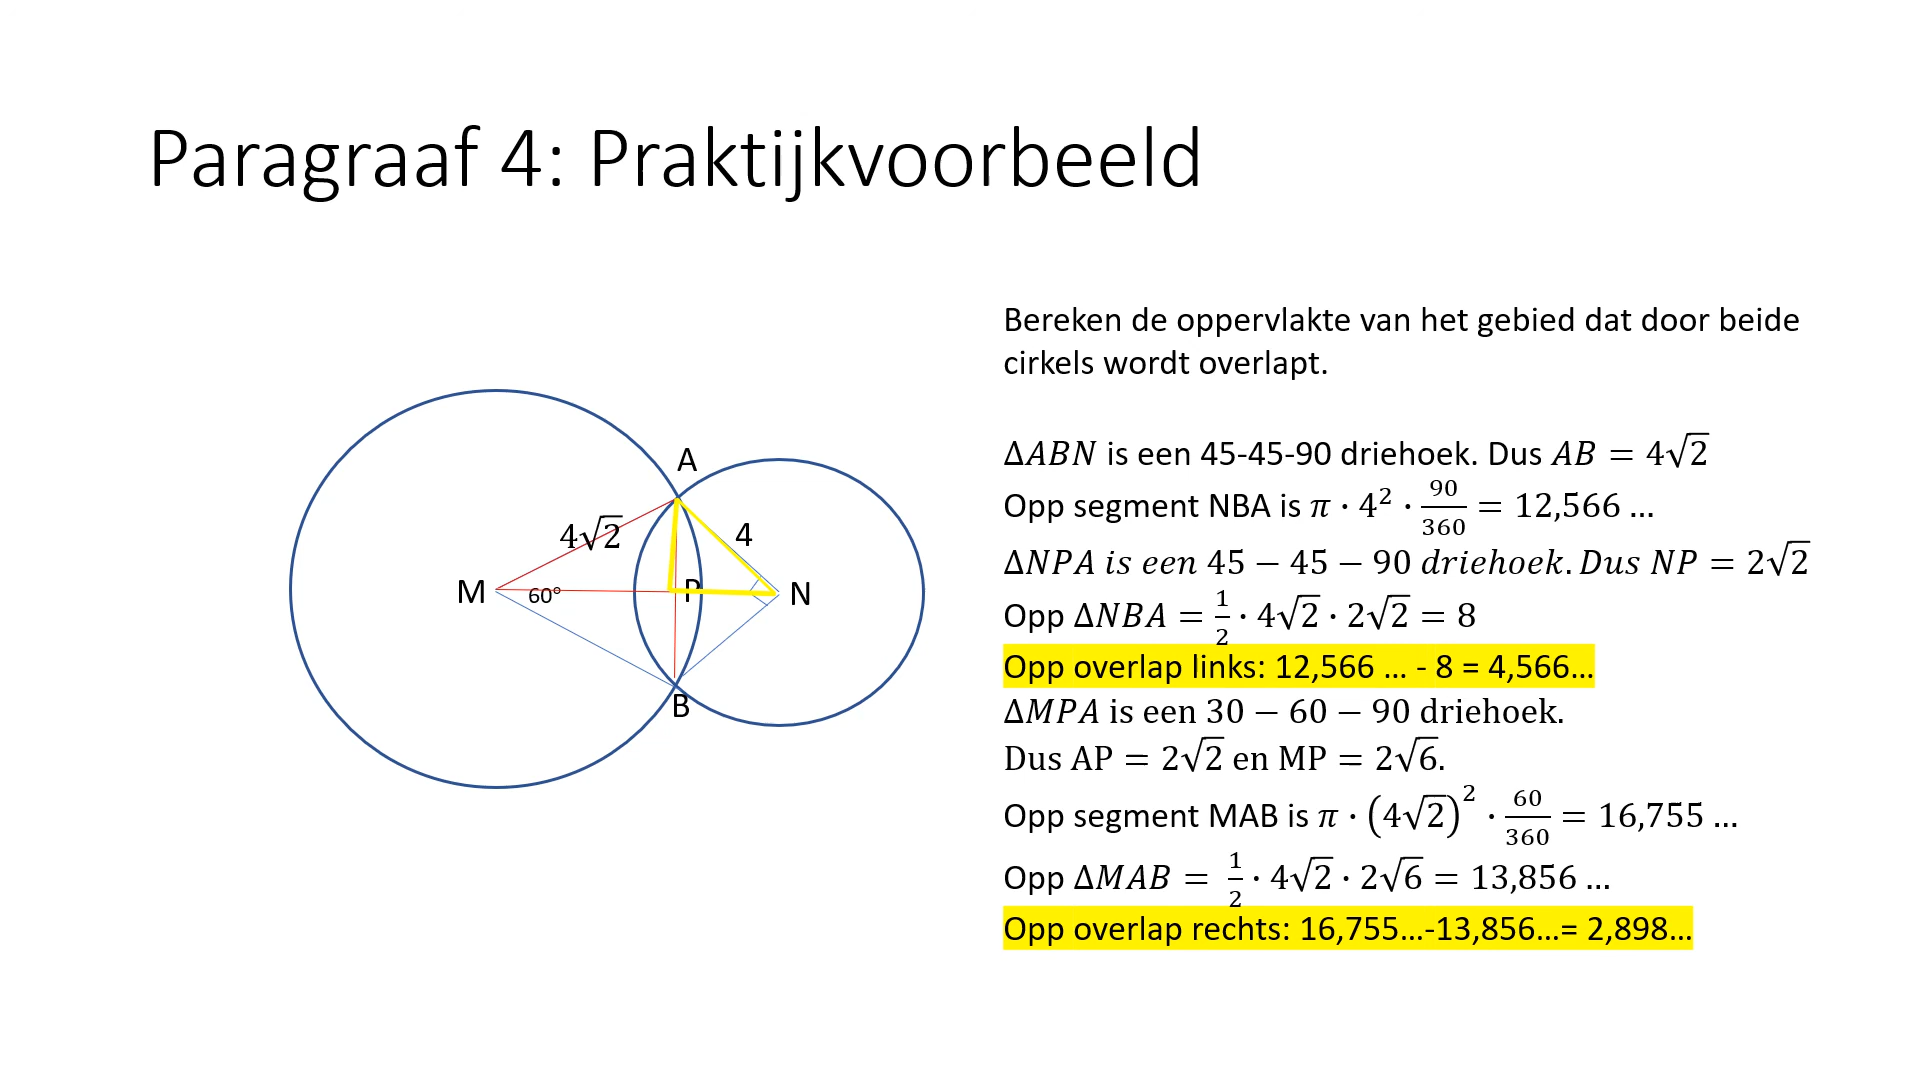 Paragraaf 4: Praktijkvoorbeeld
Bereken de oppervlakte van het gebied dat door beide
cirkels wordt overlapt.
A
4√2
4
M
60°
P
N
B
ΔABN is een 45-45-90 driehoek. Dus AB = 4√2
Opp segment NBA is π · 4² · 90/360 = 12,566 ...
ΔNPA is een 45 − 45 − 90 driehoek. Dus NP = 2√2
Opp ΔNBA = 1/2 · 4√2 · 2√2 = 8
Opp overlap links: 12,566 ... - 8 = 4,566...
ΔMPA is een 30 − 60 − 90 driehoek.
Dus AP = 2√2 en MP = 2√6.
Opp segment MAB is π · (4√2)² · 60/360 = 16,755 ...
Opp ΔMAB = 1/2 · 4√2 · 2√6 = 13,856 ...
Opp overlap rechts: 16,755...-13,856...= 2,898...